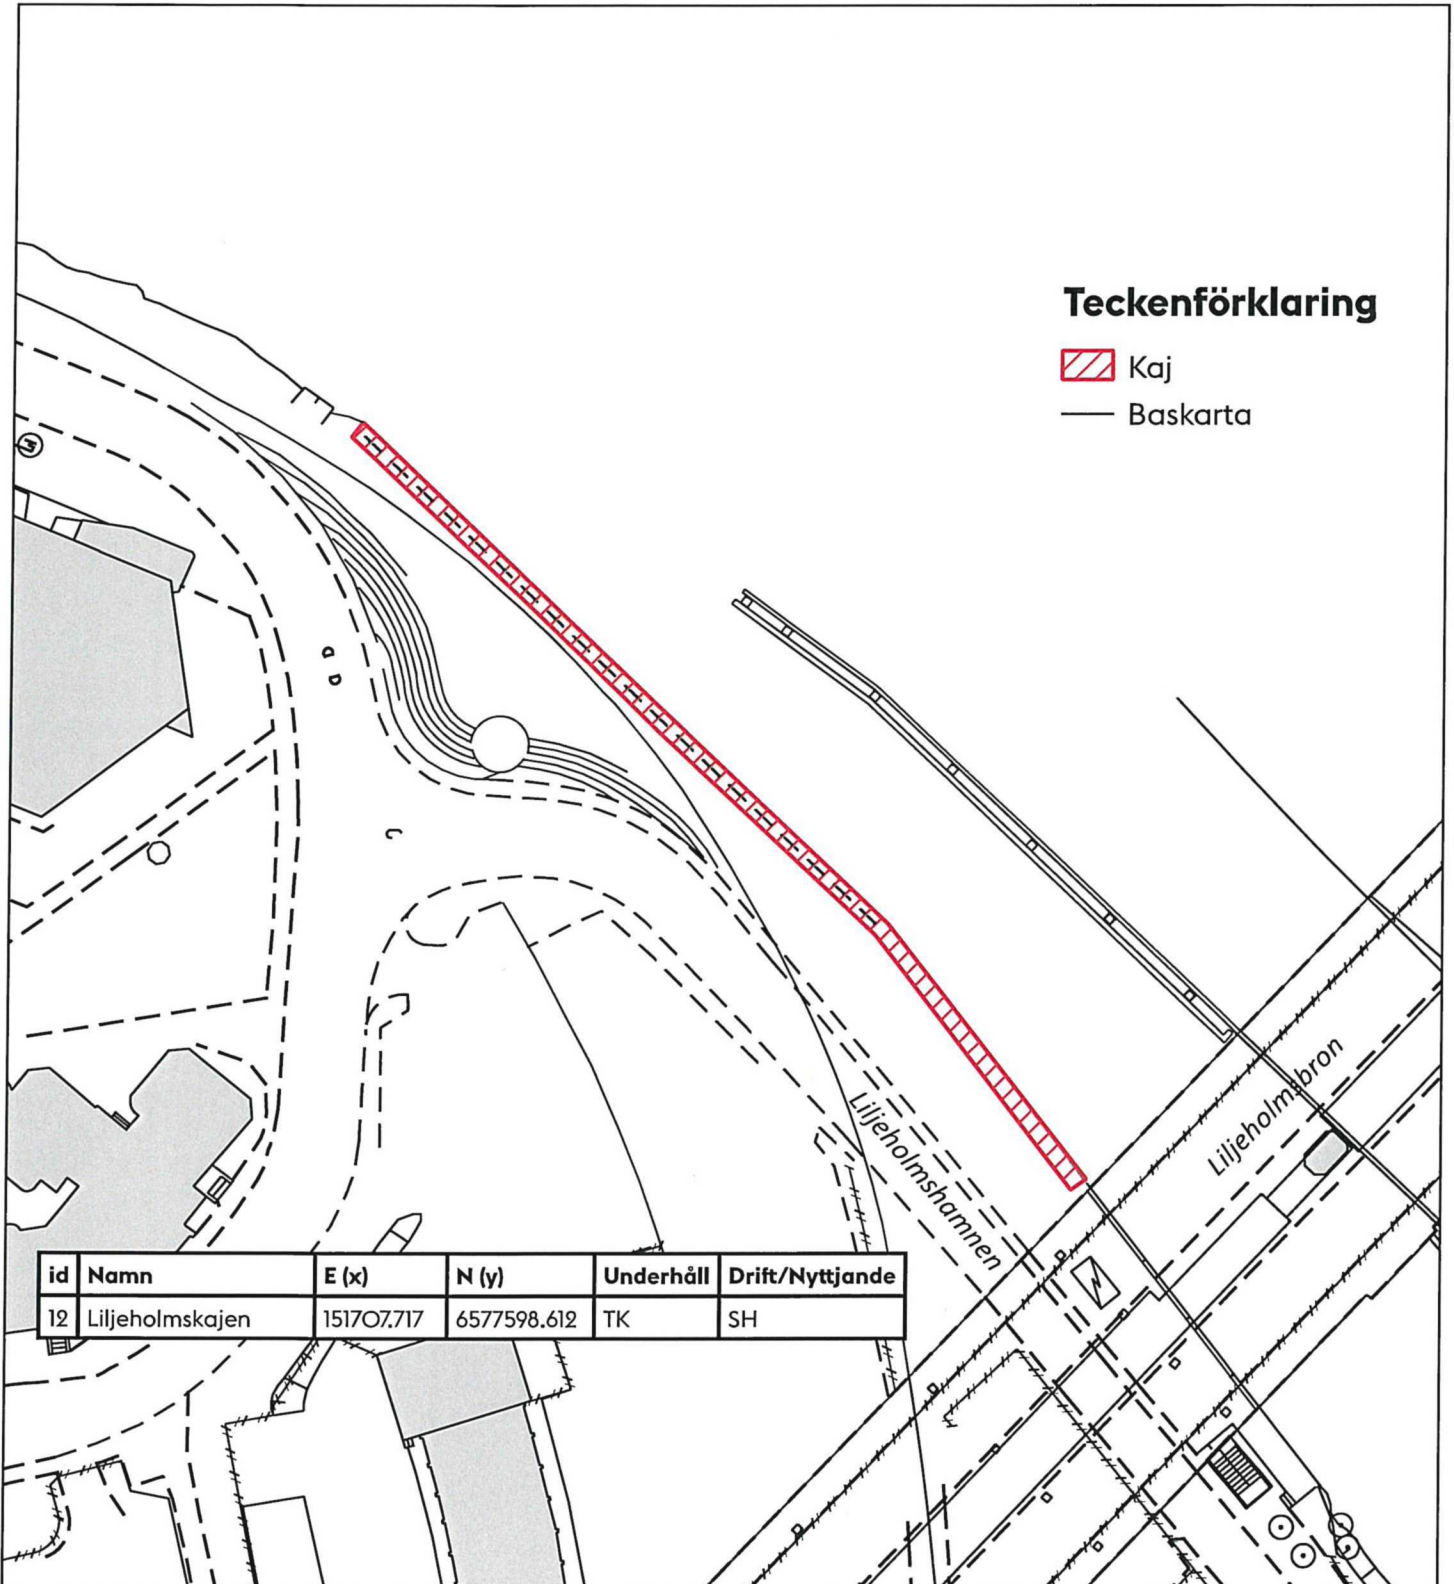 Teckenförklaring
Kaj
Baskarta
Liljeholmsbron
Liljeholmshamnen
id Namn E (x) N (y) Underhåll Drift/Nyttjande
12 Liljeholmskajen 151707.717 6577598.612 TK SH